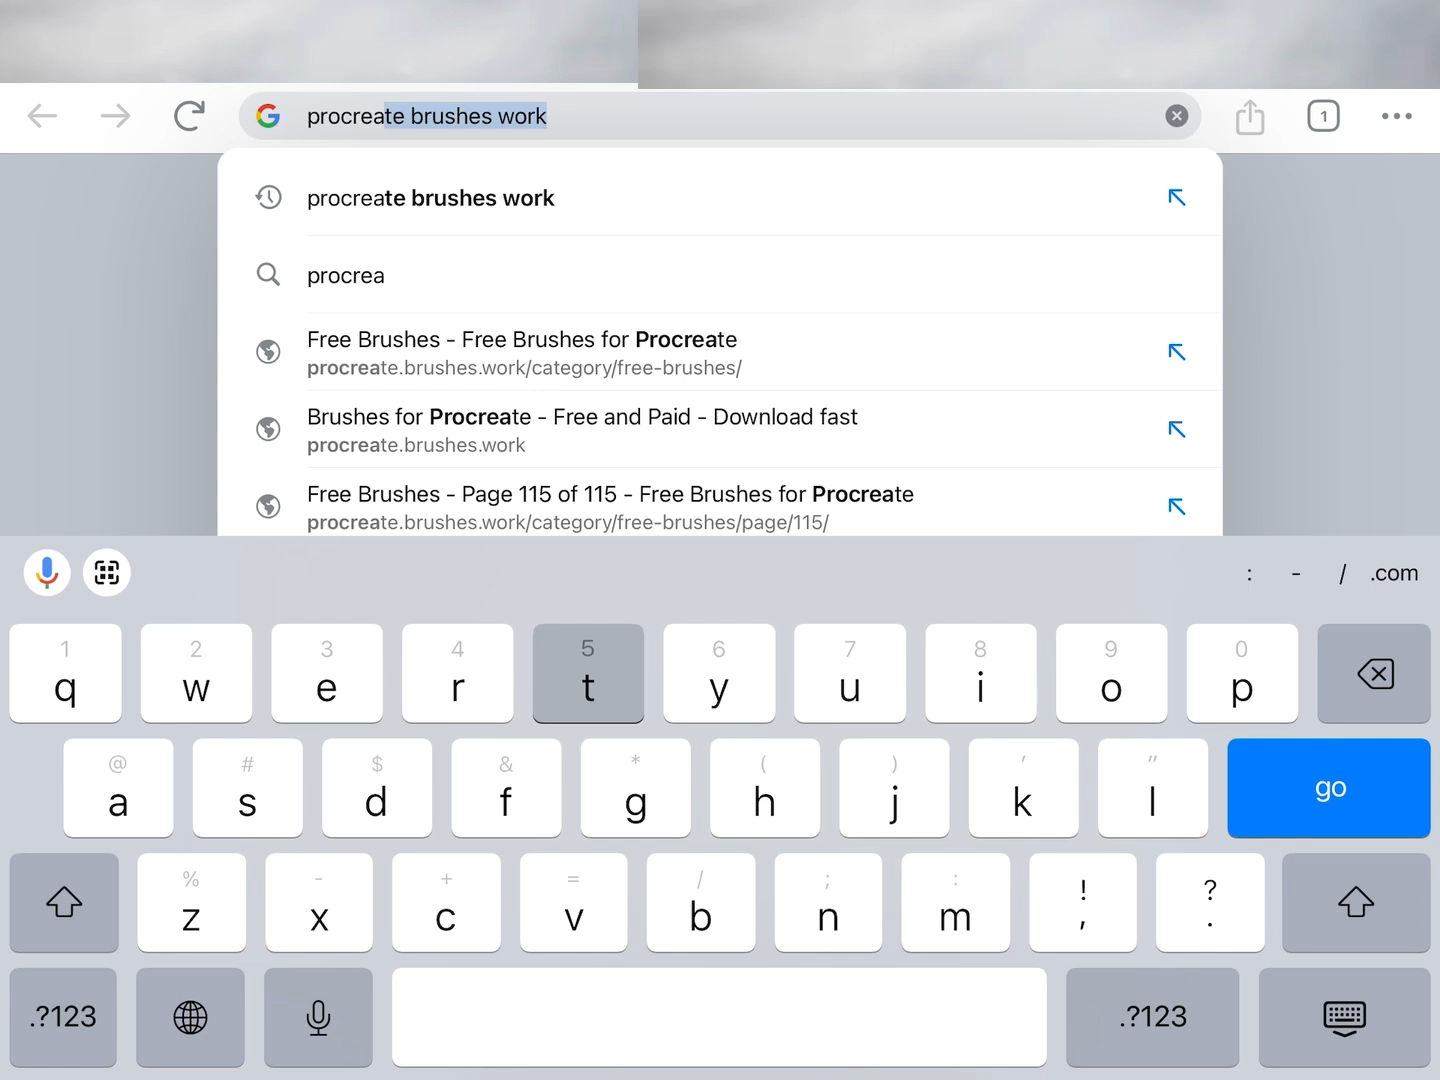 procreate brushes work
1
procreate brushes work
procrea
Free Brushes - Free Brushes for Procreate
procreate.brushes.work/category/free-brushes/
Brushes for Procreate - Free and Paid - Download fast
procreate.brushes.work
Free Brushes - Page 115 of 115 - Free Brushes for Procreate
procreate.brushes.work/category/free-brushes/page/115/
: - / .com
1 2 3 4 5 6 7 8 9 0
q w e r t y u i o p
@ # $ & * ( ) ' "
a s d f g h j k l go
% - + = / ; : ! ?
z x c v b n m , .
.?123 .?123